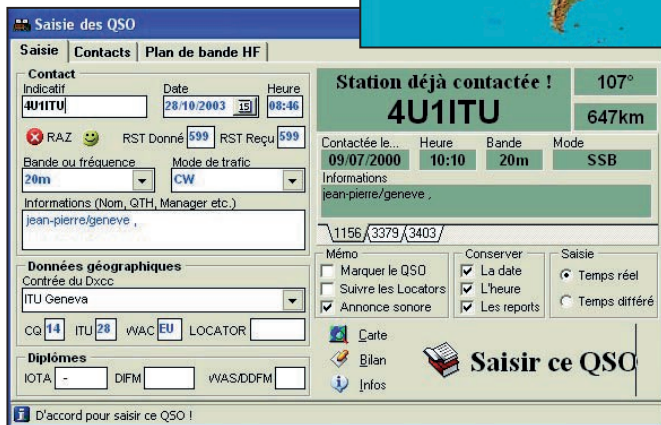 Saisie des QSO
Saisie Contacts Plan de bande HF
Contact
Indicatif Date Heure
4U1ITU 28/10/2003 15 08:46
RAZ RST Donné 599 RST Reçu 599
Bande ou fréquence Mode de trafic
20m CW
Informations (Nom, QTH, Manager etc.)
jean-pierre/geneve ,
Données géographiques
Contrée du Dxcc
ITU Geneva
CQ 14 ITU 28 WAC EU LOCATOR
Diplômes
IOTA - DIFM WAS/DDFM
Station déjà contactée !
4U1ITU
107°
647km
Contactée le... Heure Bande Mode
09/07/2000 10:10 20m SSB
Informations
jean-pierre/geneve ,
1156 3379 3403
Mémo
Marquer le QSO
Suivre les Locators
Annonce sonore
Conserver
La date
L'heure
Les reports
Saisie
Temps réel
Temps différé
Carte
Bilan
Infos
Saisir ce QSO
D'accord pour saisir ce QSO !